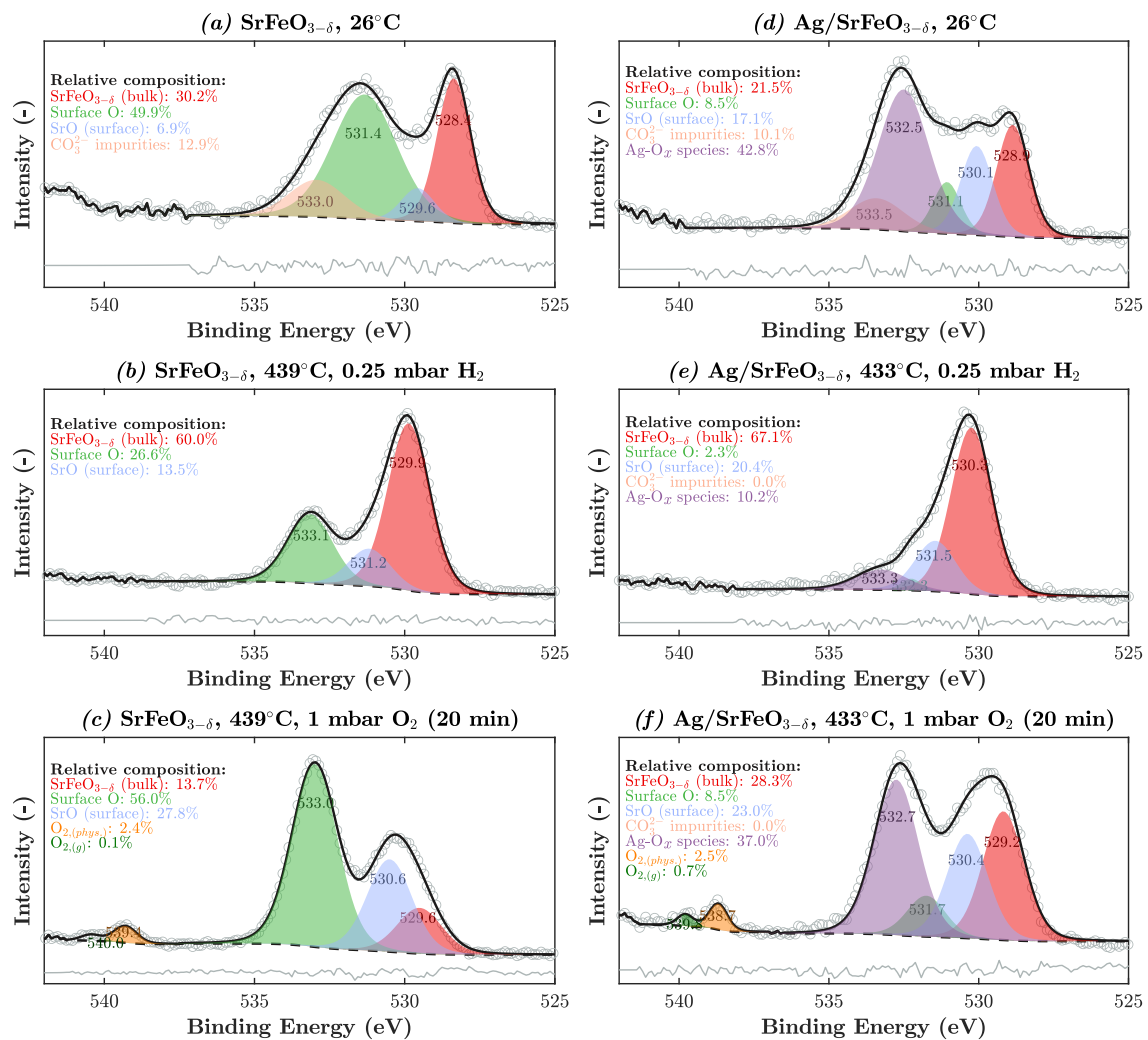 (a) SrFeO₃₋δ, 26°C
Relative composition:
SrFeO₃₋δ (bulk): 30.2%
Surface O: 49.9%
SrO (surface): 6.9%
CO₃²⁻ impurities: 12.9%
528.4
531.4
529.6
533.0
Intensity (-)
540
535
530
525
Binding Energy (eV)
(d) Ag/SrFeO₃₋δ, 26°C
Relative composition:
SrFeO₃₋δ (bulk): 21.5%
Surface O: 8.5%
SrO (surface): 17.1%
CO₃²⁻ impurities: 10.1%
Ag-Oₓ species: 42.8%
532.5
528.9
530.1
531.1
533.5
Intensity (-)
540
535
530
525
Binding Energy (eV)
(b) SrFeO₃₋δ, 439°C, 0.25 mbar H₂
Relative composition:
SrFeO₃₋δ (bulk): 60.0%
Surface O: 26.6%
SrO (surface): 13.5%
529.9
533.1
531.2
Intensity (-)
540
535
530
525
Binding Energy (eV)
(e) Ag/SrFeO₃₋δ, 433°C, 0.25 mbar H₂
Relative composition:
SrFeO₃₋δ (bulk): 67.1%
Surface O: 2.3%
SrO (surface): 20.4%
CO₃²⁻ impurities: 0.0%
Ag-Oₓ species: 10.2%
530.3
531.5
533.3
Intensity (-)
540
535
530
525
Binding Energy (eV)
(c) SrFeO₃₋δ, 439°C, 1 mbar O₂ (20 min)
Relative composition:
SrFeO₃₋δ (bulk): 13.7%
Surface O: 56.0%
SrO (surface): 27.8%
O₂,(phys.): 2.4%
O₂,(g): 0.1%
533.0
530.6
529.6
540.0
Intensity (-)
540
535
530
525
Binding Energy (eV)
(f) Ag/SrFeO₃₋δ, 433°C, 1 mbar O₂ (20 min)
Relative composition:
SrFeO₃₋δ (bulk): 28.3%
Surface O: 8.5%
SrO (surface): 23.0%
CO₃²⁻ impurities: 0.0%
Ag-Oₓ species: 37.0%
O₂,(phys.): 2.5%
O₂,(g): 0.7%
532.7
529.2
530.4
531.7
538.7
Intensity (-)
540
535
530
525
Binding Energy (eV)